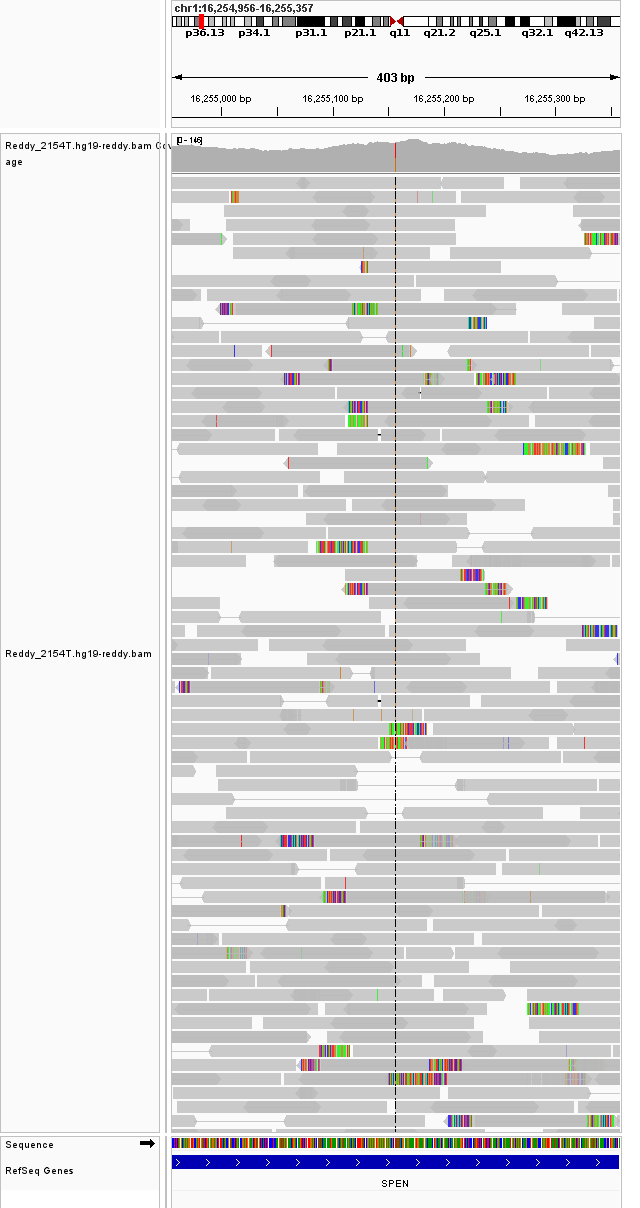 chr1:16,254,956-16,255,357
p36.13 p34.1 p31.1 p21.1 q11 q21.2 q25.1 q32.1 q42.13
403 bp
16,255,000 bp 16,255,100 bp 16,255,200 bp 16,255,300 bp
[0 - 146]
Reddy_2154T.hg19-reddy.bam Cov
age
Reddy_2154T.hg19-reddy.bam
Sequence
RefSeq Genes
SPEN